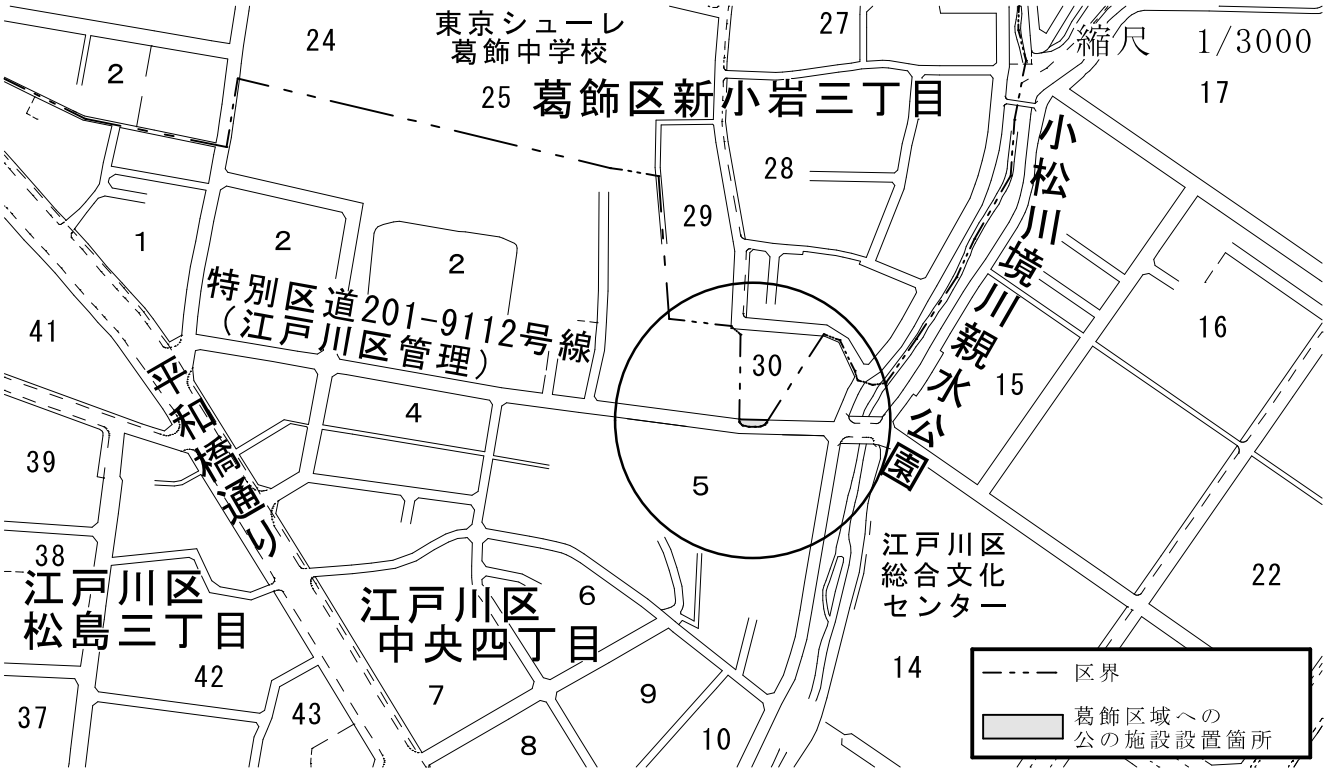 東京シューレ
葛飾中学校
24
27
縮尺 1/3000
2
25
葛飾区新小岩三丁目
17
小松川境川親水公園
28
29
1
2
2
特別区道201-9112号線
(江戸川区管理)
16
41
平和橋通り
30
15
4
39
5
38
江戸川区
松島三丁目
江戸川区
中央四丁目
6
江戸川区
総合文化
センター
22
42
7
9
14
37
43
8
10
区界
葛飾区域への
公の施設設置箇所